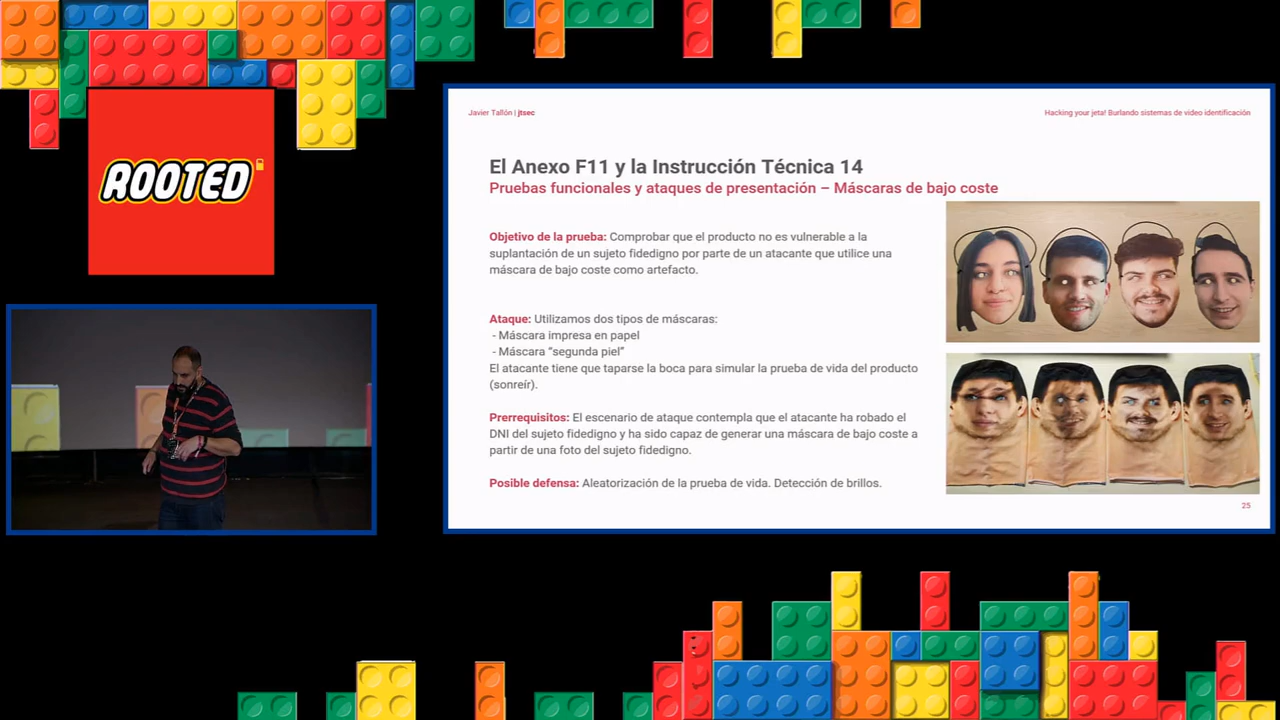 ROOTED
Javier Tallón | jtsec
Hacking your jeta! Burlando sistemas de video identificación
El Anexo F11 y la Instrucción Técnica 14
Pruebas funcionales y ataques de presentación – Máscaras de bajo coste
Objetivo de la prueba: Comprobar que el producto no es vulnerable a la
suplantación de un sujeto fidedigno por parte de un atacante que utilice una
máscara de bajo coste como artefacto.
Ataque: Utilizamos dos tipos de máscaras:
- Máscara impresa en papel
- Máscara “segunda piel”
El atacante tiene que taparse la boca para simular la prueba de vida del producto
(sonreír).
Prerrequisitos: El escenario de ataque contempla que el atacante ha robado el
DNI del sujeto fidedigno y ha sido capaz de generar una máscara de bajo coste a
partir de una foto del sujeto fidedigno.
Posible defensa: Aleatorización de la prueba de vida. Detección de brillos.
25